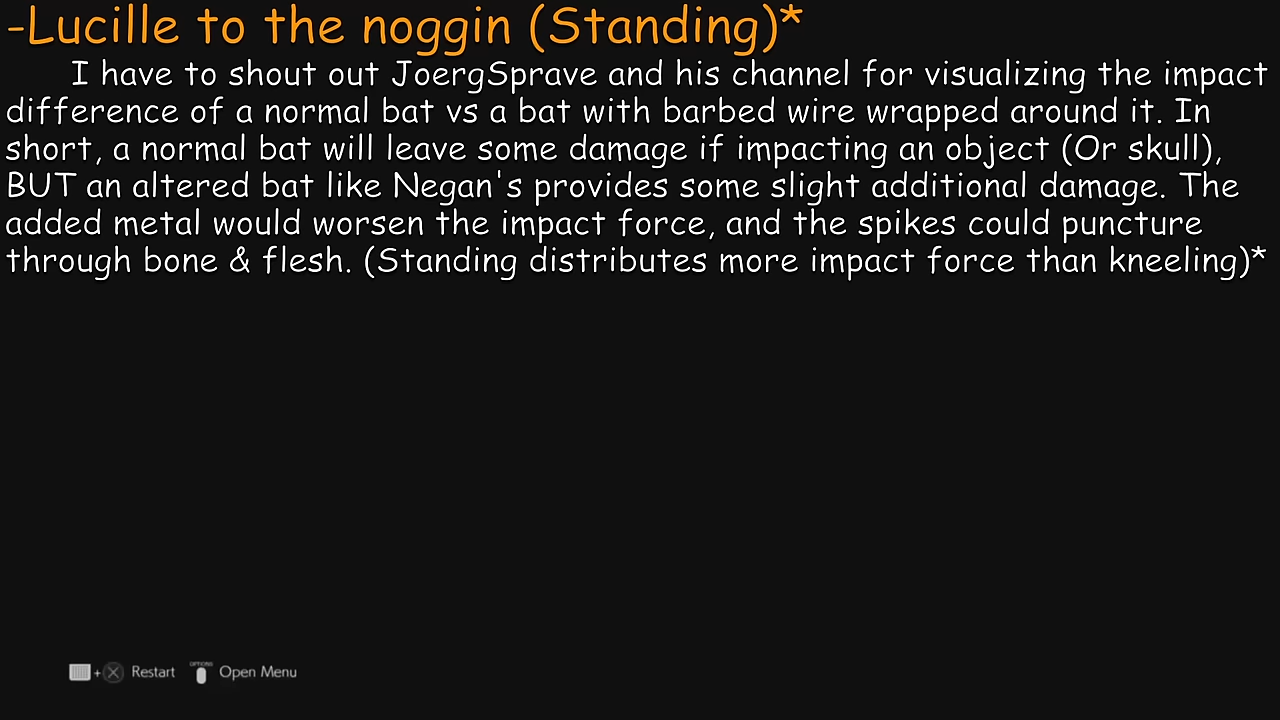 -Lucille to the noggin (Standing)*
I have to shout out JoergSprave and his channel for visualizing the impact
difference of a normal bat vs a bat with barbed wire wrapped around it. In
short, a normal bat will leave some damage if impacting an object (Or skull),
BUT an altered bat like Negan's provides some slight additional damage. The
added metal would worsen the impact force, and the spikes could puncture
through bone & flesh. (Standing distributes more impact force than kneeling)*
+ Restart OPTIONS Open Menu